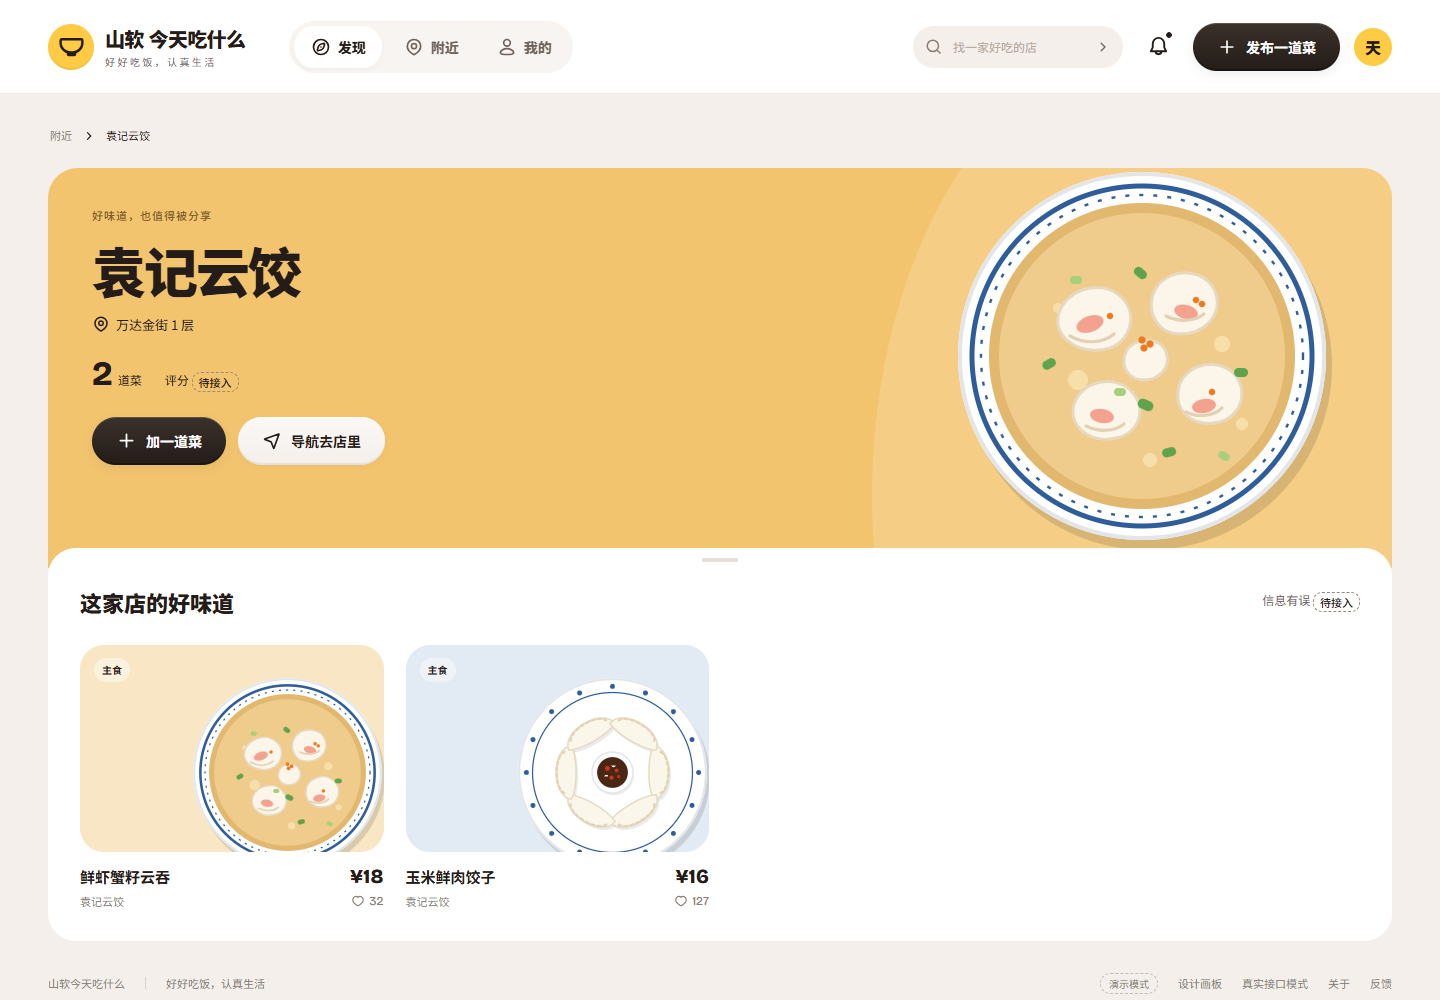 山软 今天吃什么
好好吃饭，认真生活
发现
附近
我的
找一家好吃的店
发布一道菜
天
附近
袁记云饺
好味道，也值得被分享
袁记云饺
万达金街 1 层
2 道菜 评分 待接入
加一道菜
导航去店里
这家店的好味道
信息有误 待接入
主食
主食
鲜虾蟹籽云吞 ¥18
袁记云饺 32
玉米鲜肉饺子 ¥16
袁记云饺 127
山软今天吃什么 好好吃饭，认真生活
演示模式 设计画板 真实接口模式 关于 反馈